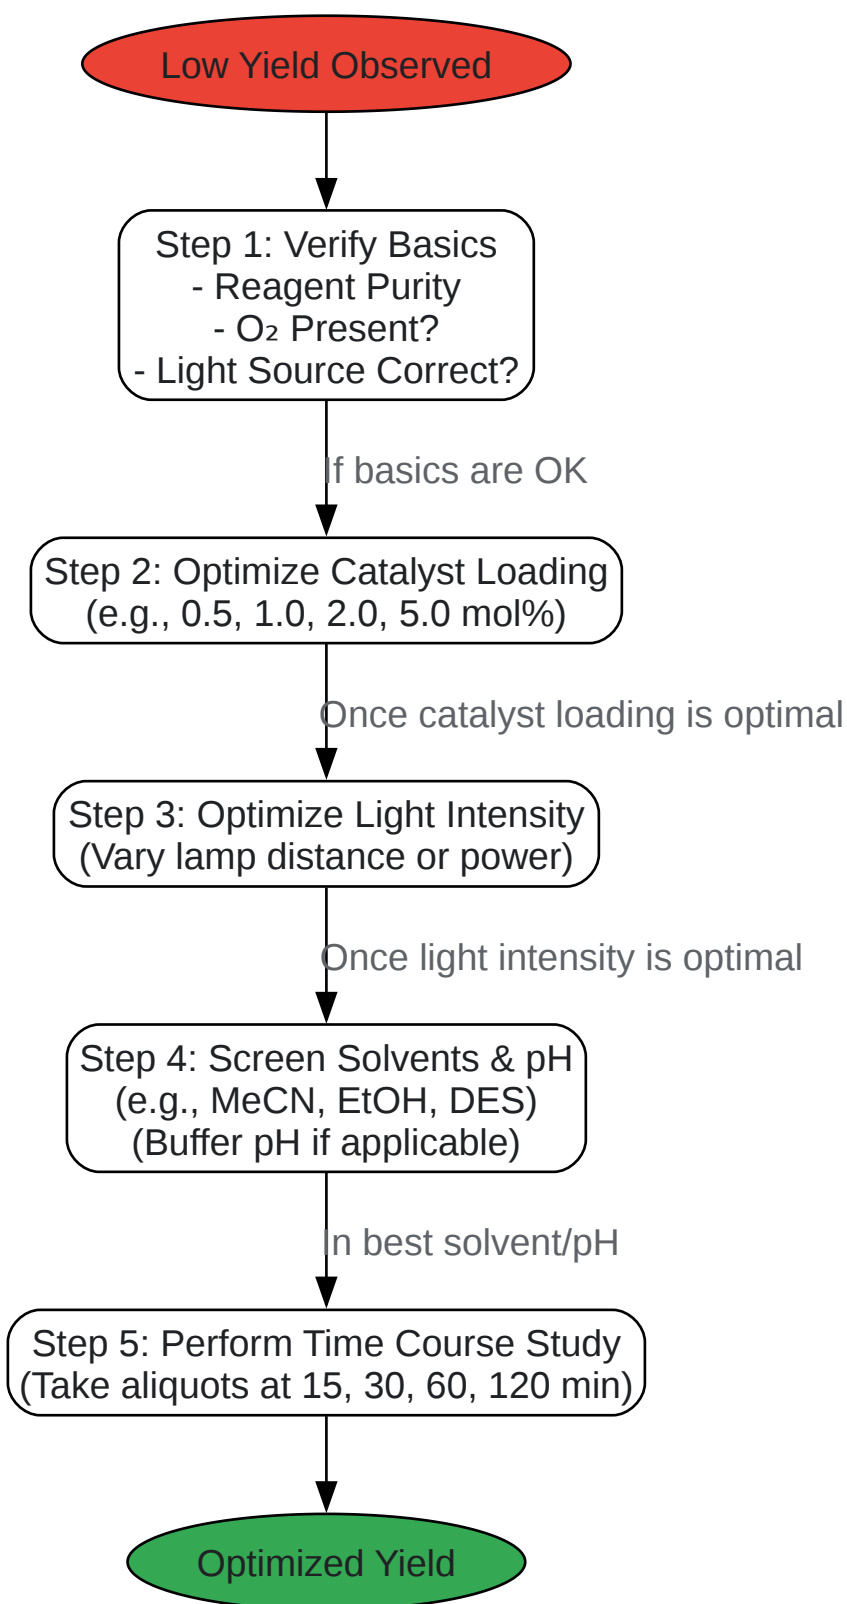 Low Yield Observed
Step 1: Verify Basics
- Reagent Purity
- O₂ Present?
- Light Source Correct?
If basics are OK
Step 2: Optimize Catalyst Loading
(e.g., 0.5, 1.0, 2.0, 5.0 mol%)
Once catalyst loading is optimal
Step 3: Optimize Light Intensity
(Vary lamp distance or power)
Once light intensity is optimal
Step 4: Screen Solvents & pH
(e.g., MeCN, EtOH, DES)
(Buffer pH if applicable)
In best solvent/pH
Step 5: Perform Time Course Study
(Take aliquots at 15, 30, 60, 120 min)
Optimized Yield